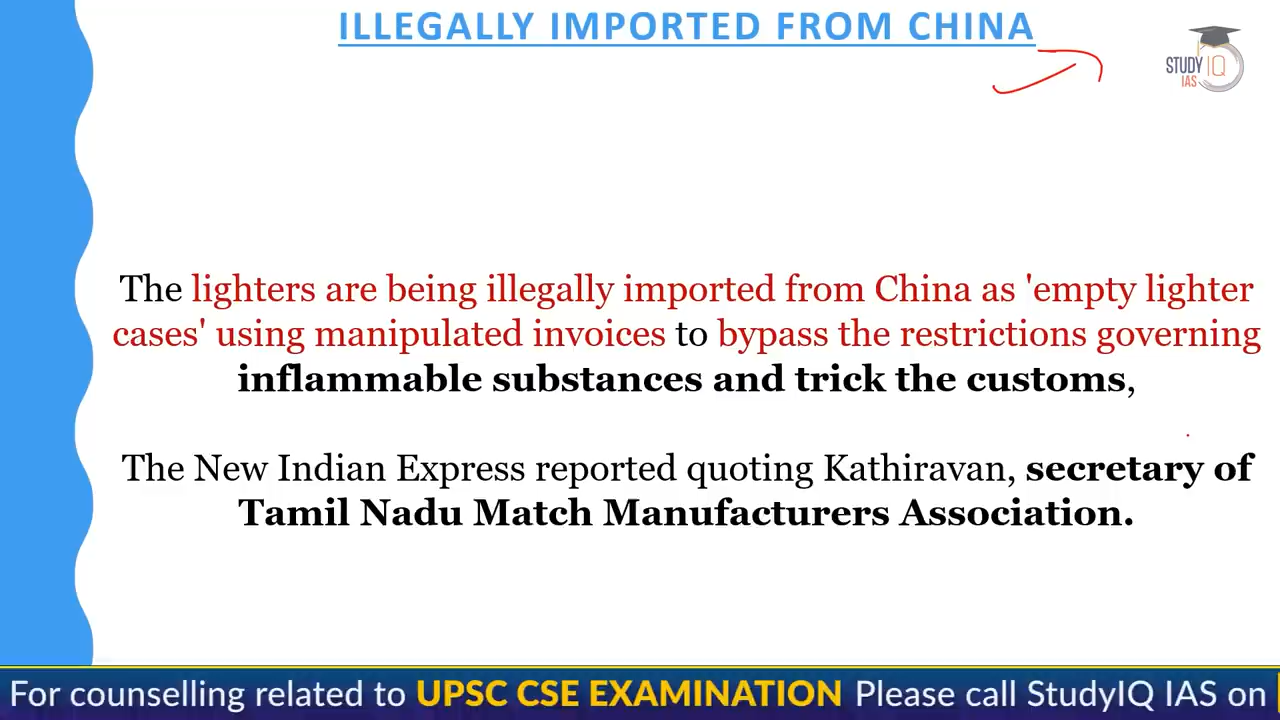 ILLEGALLY IMPORTED FROM CHINA
STUDY IQ
IAS
The lighters are being illegally imported from China as 'empty lighter
cases' using manipulated invoices to bypass the restrictions governing
inflammable substances and trick the customs,
The New Indian Express reported quoting Kathiravan, secretary of
Tamil Nadu Match Manufacturers Association.
For counselling related to UPSC CSE EXAMINATION Please call StudyIQ IAS on